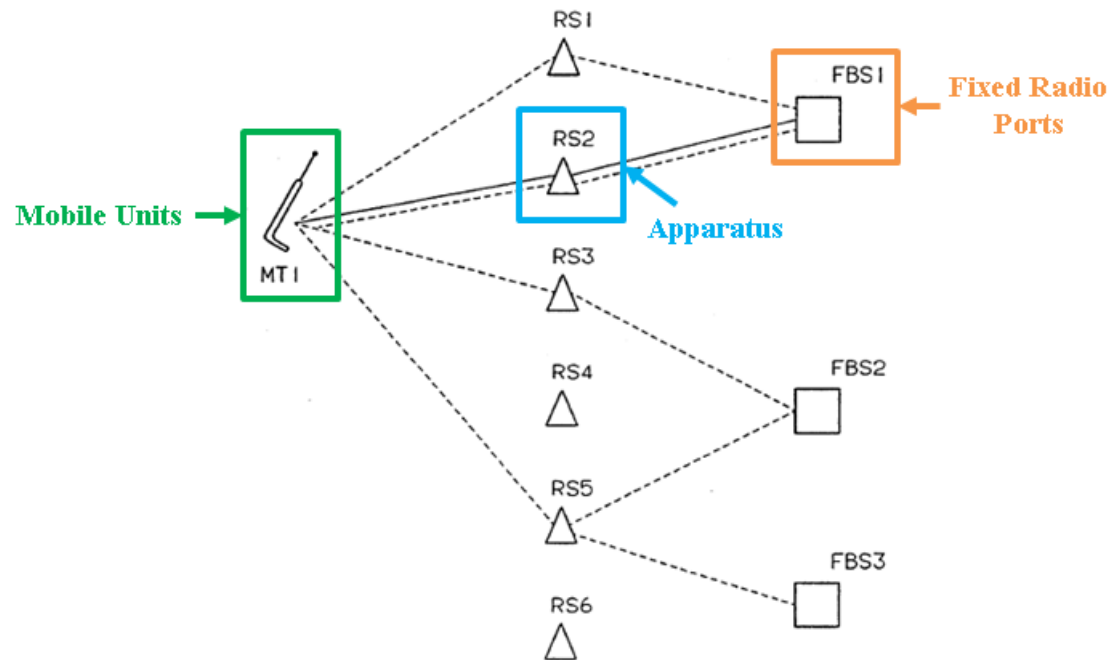 RS1
FBS1
Fixed Radio
Ports
RS2
Mobile Units
Apparatus
MT1
RS3
RS4
FBS2
RS5
FBS3
RS6